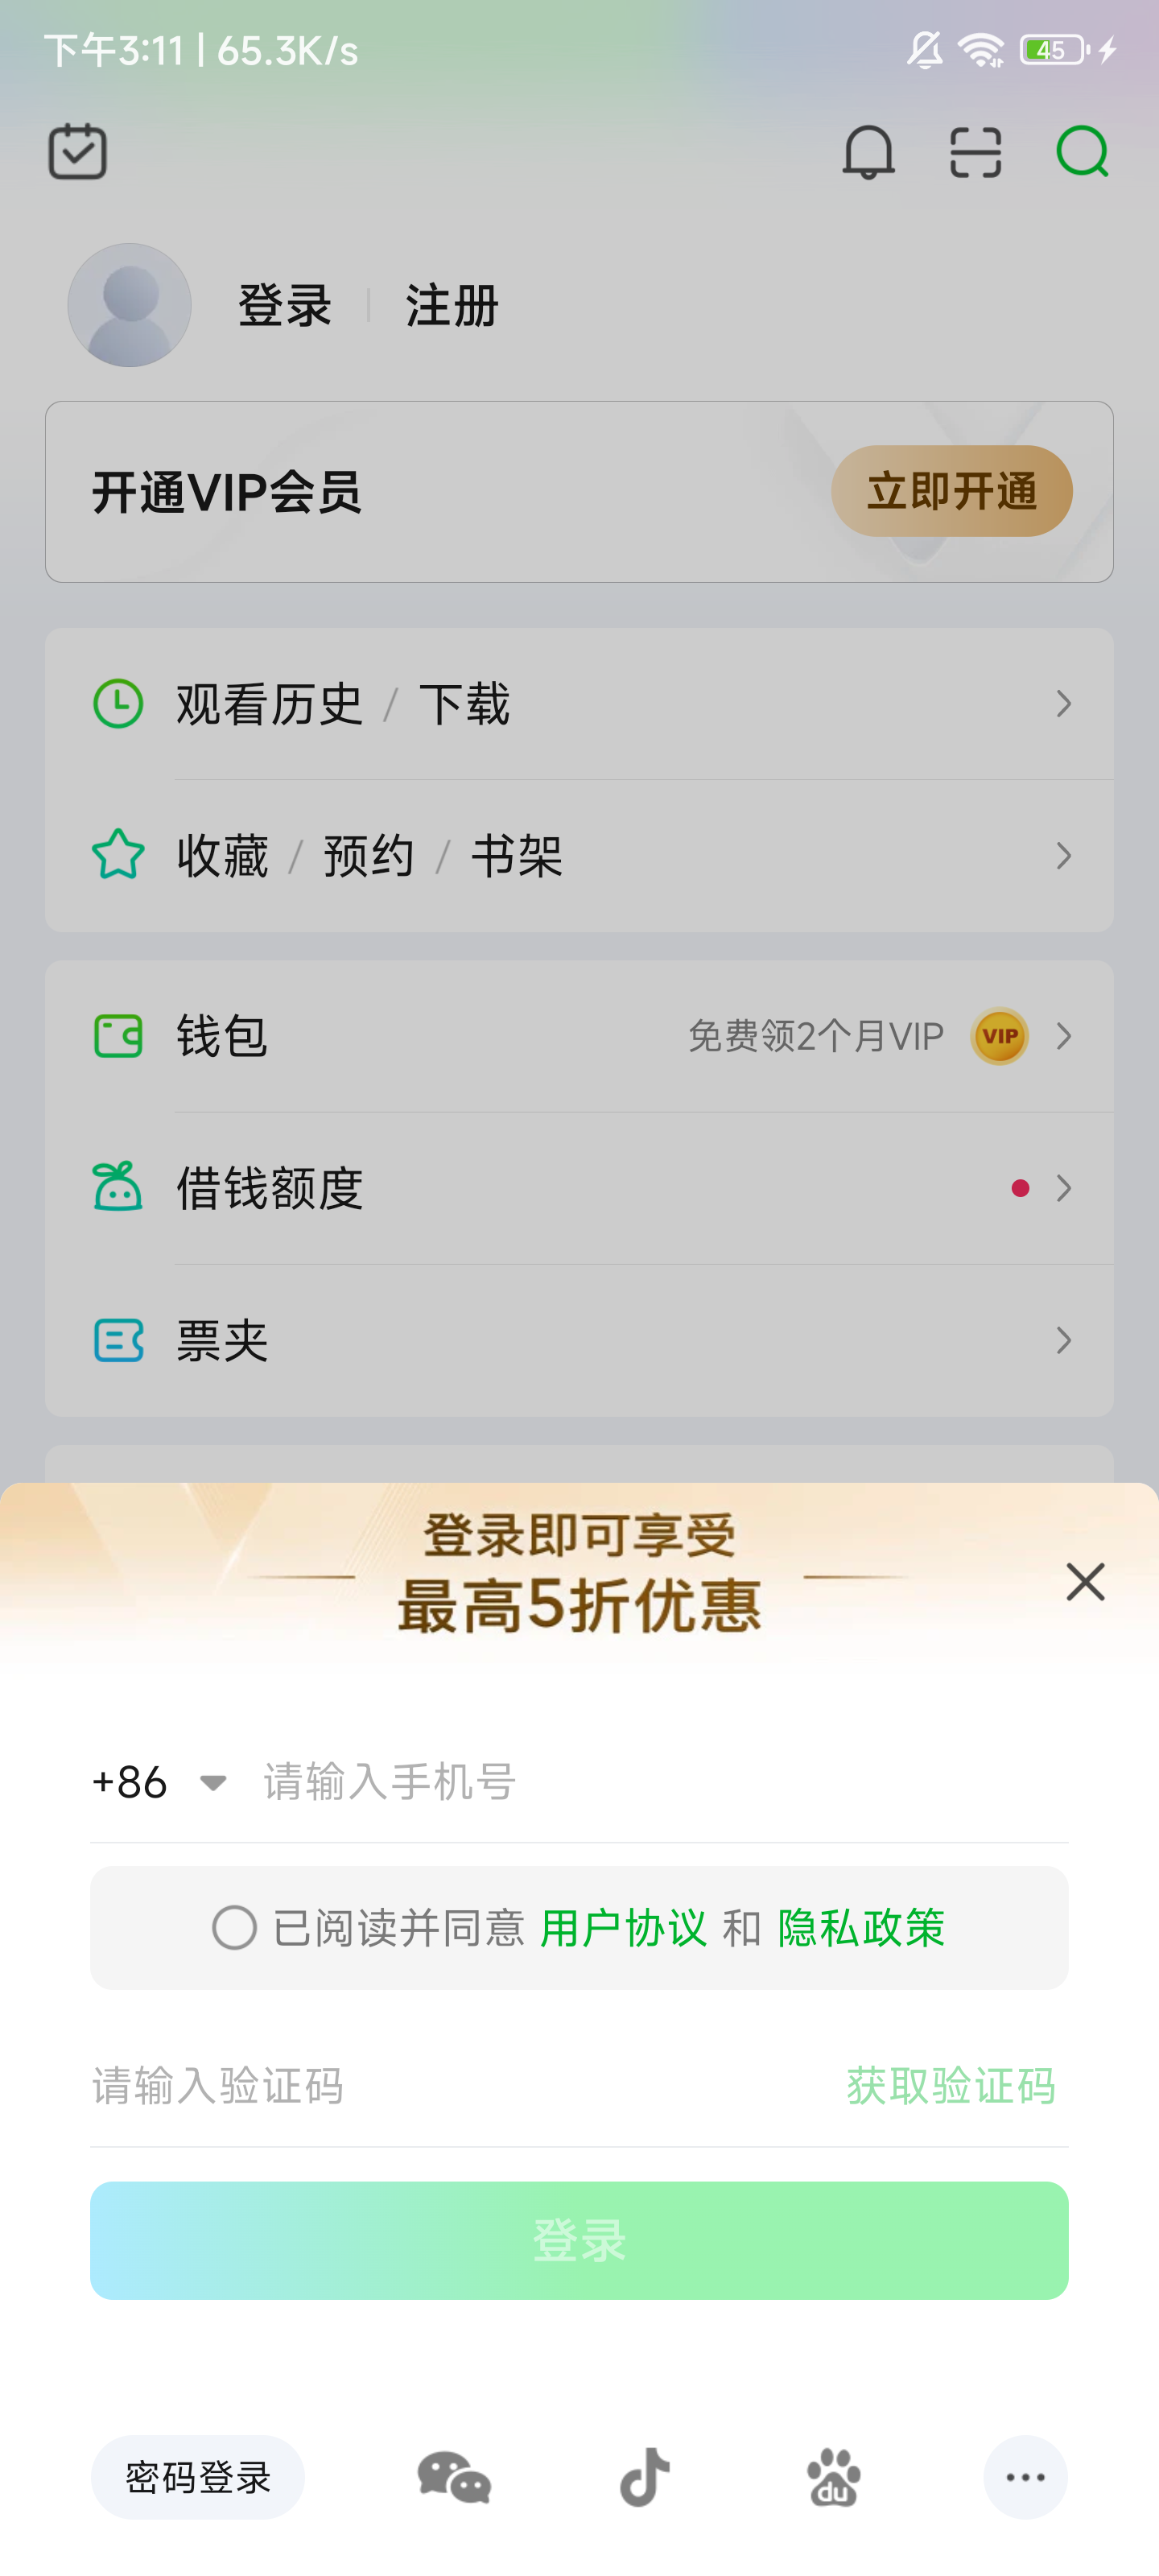 下午3:11 | 65.3K/s
45
登录 | 注册
开通VIP会员
立即开通
观看历史 / 下载
收藏 / 预约 / 书架
钱包
免费领2个月VIP
VIP
借钱额度
票夹
登录即可享受
最高5折优惠
+86
请输入手机号
已阅读并同意 用户协议 和 隐私政策
请输入验证码
获取验证码
登录
密码登录
du